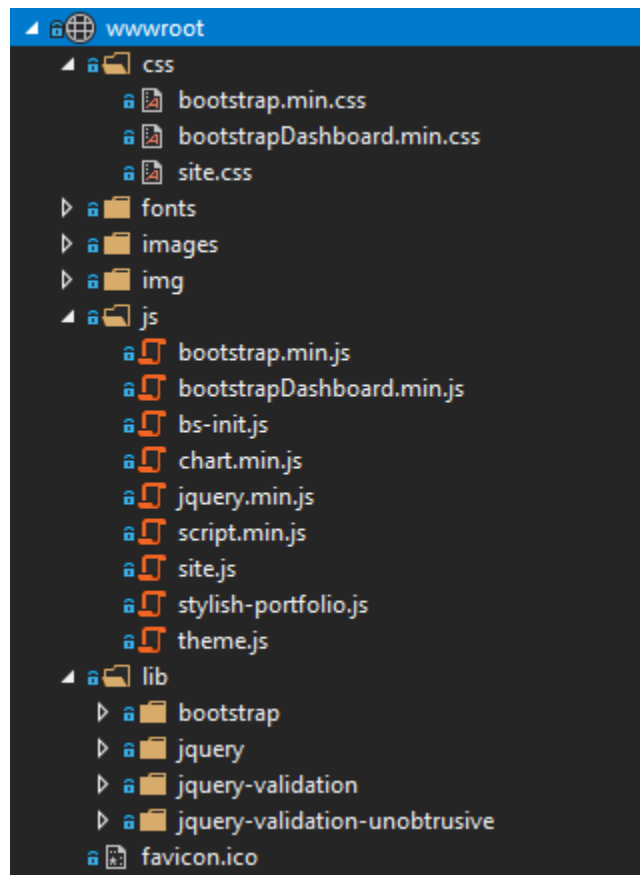 wwwroot
css
bootstrap.min.css
bootstrapDashboard.min.css
site.css
fonts
images
img
js
bootstrap.min.js
bootstrapDashboard.min.js
bs-init.js
chart.min.js
jquery.min.js
script.min.js
site.js
stylish-portfolio.js
theme.js
lib
bootstrap
jquery
jquery-validation
jquery-validation-unobtrusive
favicon.ico